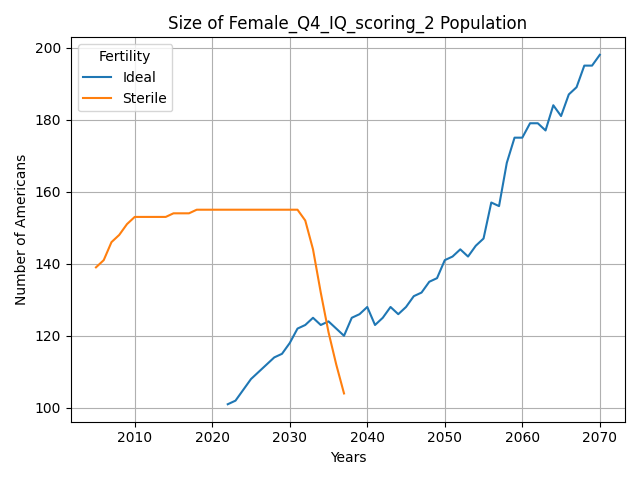 Size of Female_Q4_IQ_scoring_2 Population
Fertility
Ideal
Sterile
Number of Americans
200
180
160
140
120
100
2010 2020 2030 2040 2050 2060 2070
Years